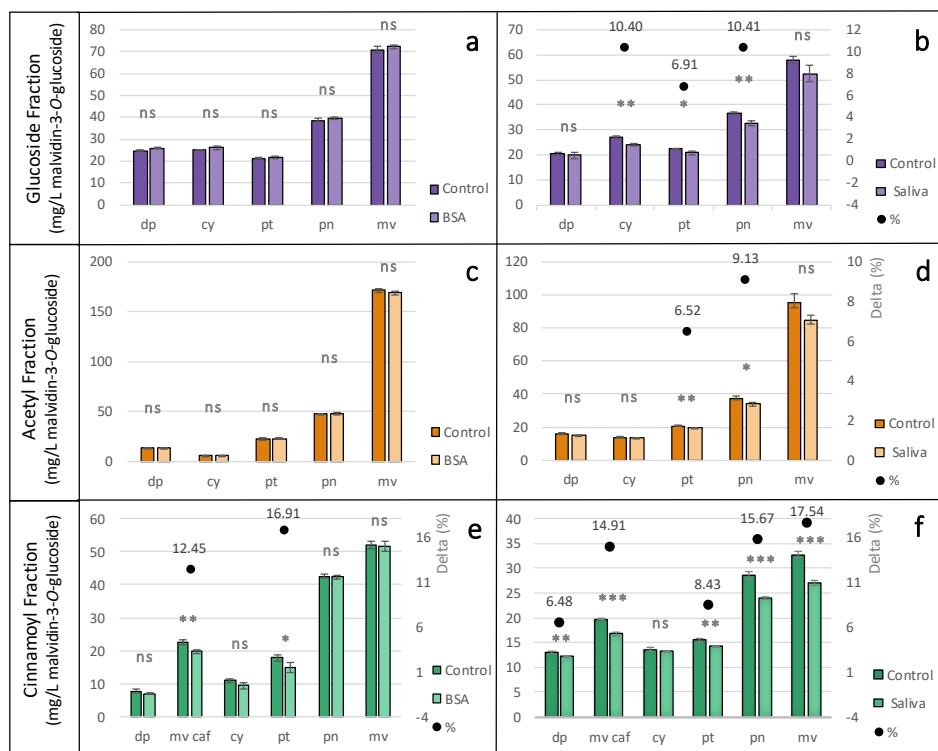 Glucoside Fraction
(mg/L malvidin-3-O-glucoside)
a
80
70
60
50
40
30
20
10
0
ns ns ns ns ns
dp cy pt pn mv
Control
BSA
b
70
60
50
40
30
20
10
0
10.40 6.91 10.41
ns ** * ** ns
dp cy pt pn mv
12
10
8
6
4
2
0
-2
-4
Control
Saliva
%
Acetyl Fraction
(mg/L malvidin-3-O-glucoside)
c
200
150
100
50
0
ns ns ns ns ns
dp cy pt pn mv
Control
BSA
d
120
100
80
60
40
20
0
6.52 9.13
ns ns ** * ns
dp cy pt pn mv
10
8
6
4
2
0
Delta (%)
Control
Saliva
%
Cinnamoyl Fraction
(mg/L malvidin-3-O-glucoside)
e
60
50
40
30
20
10
0
12.45 16.91
ns ** ns * ns ns
dp mv caf cy pt pn mv
16
11
6
1
-4
Delta (%)
Control
BSA
%
f
40
35
30
25
20
15
10
5
0
6.48 14.91 8.43 15.67 17.54
** *** ns ** *** ***
dp mv caf cy pt pn mv
16
11
6
1
-4
Delta (%)
Control
Saliva
%